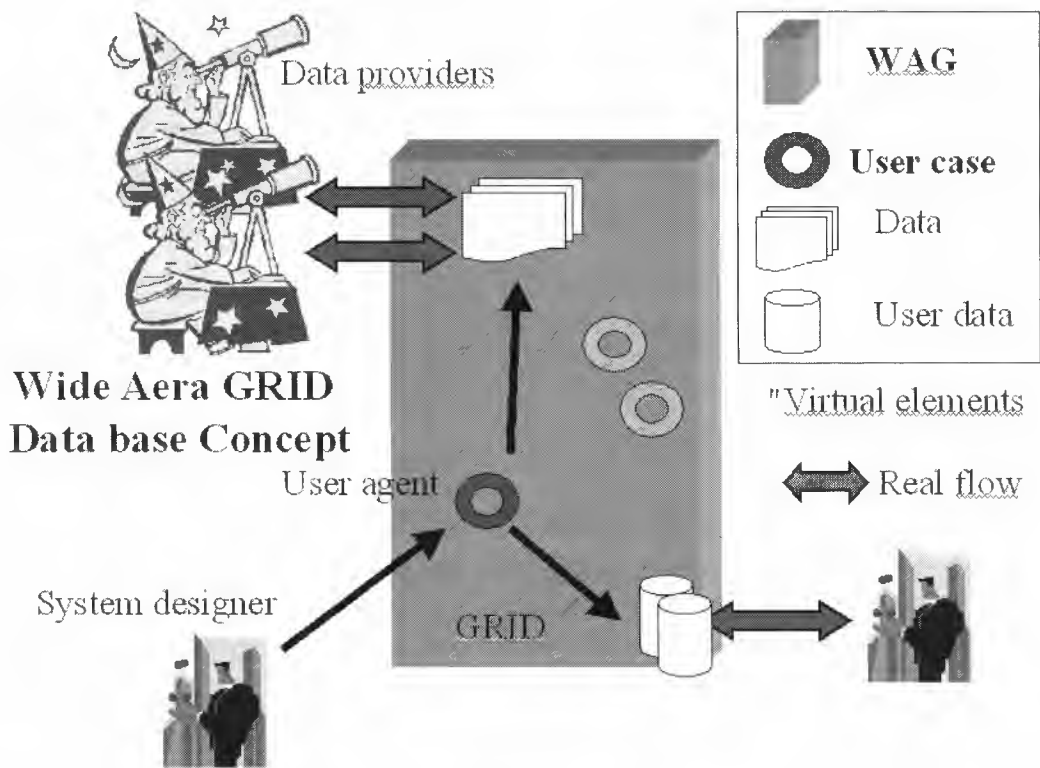 Data providers
Wide Aera GRID
Data base Concept
User agent
System designer
GRID
WAG
User case
Data
User data
"Virtual elements
Real flow